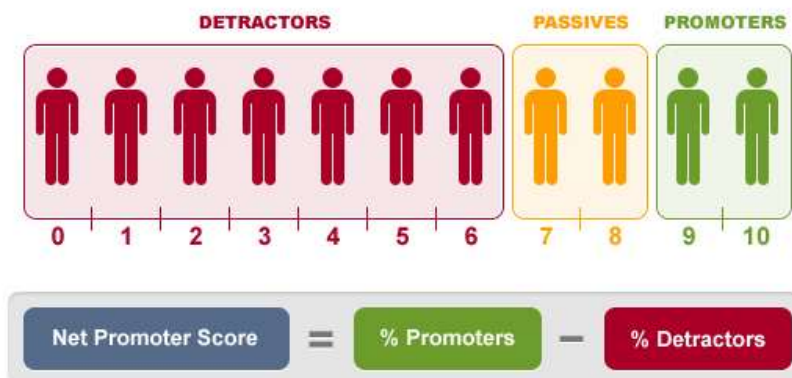 DETRACTORS PASSIVES PROMOTERS
0 1 2 3 4 5 6 7 8 9 10
Net Promoter Score = % Promoters – % Detractors